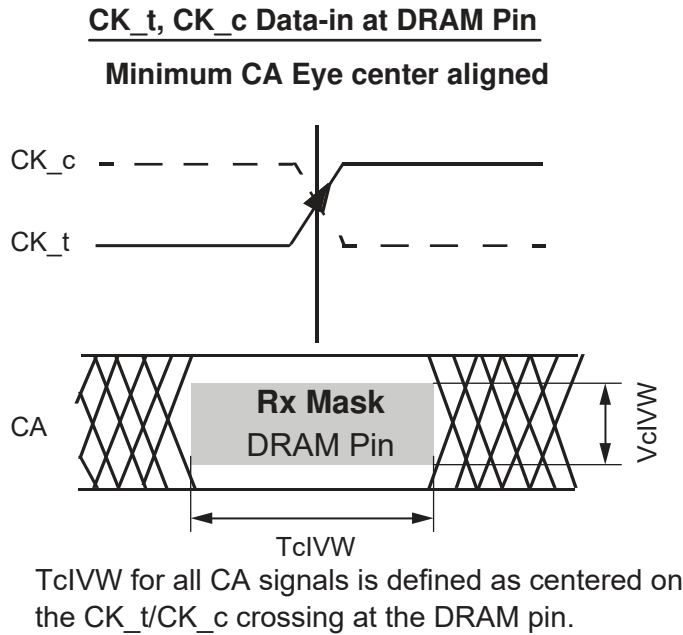 CK_t, CK_c Data-in at DRAM Pin
Minimum CA Eye center aligned
CK_c
CK_t
CA
Rx Mask
DRAM Pin
VcIVW
TcIVW
TcIVW for all CA signals is defined as centered on
the CK_t/CK_c crossing at the DRAM pin.